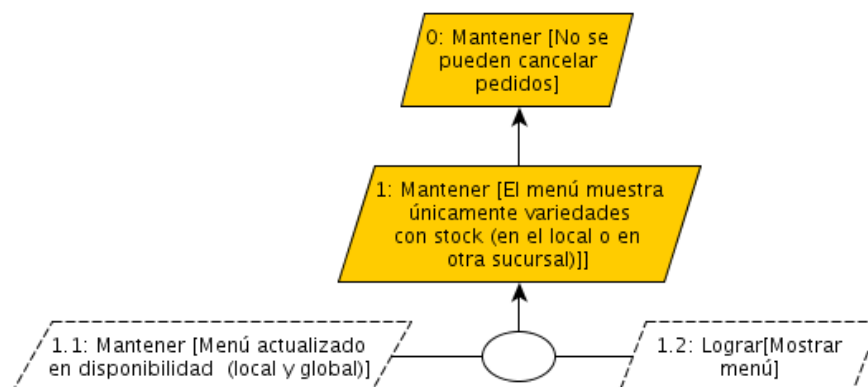 0: Mantener [No se
pueden cancelar
pedidos]
1: Mantener [El menú muestra
únicamente variedades
con stock (en el local o en
otra sucursal)]]
1.1: Mantener [Menú actualizado
en disponibilidad (local y global)]
1.2: Lograr[Mostrar
menú]